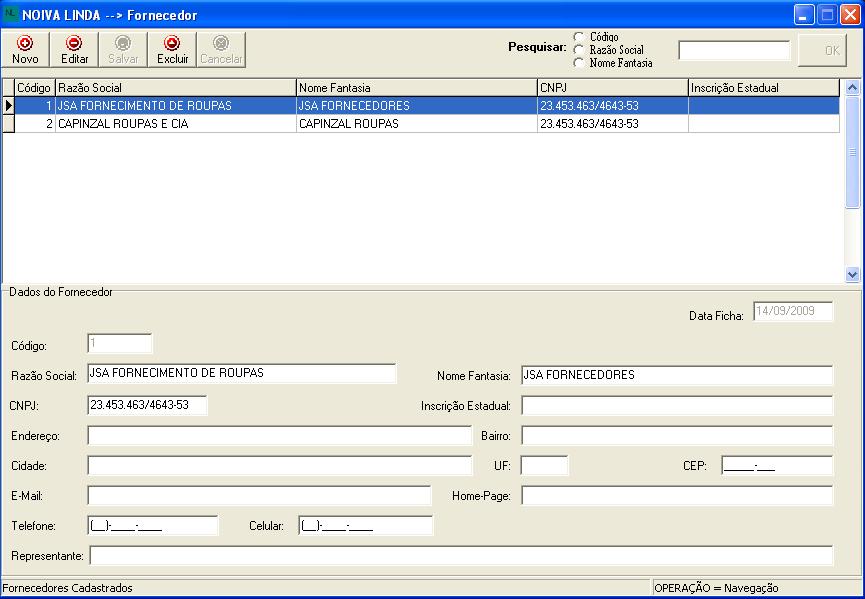 NL NOIVA LINDA --> Fornecedor
Novo Editar Salvar Excluir Cancelar Pesquisar: Código Razão Social Nome Fantasia OK
Código Razão Social Nome Fantasia CNPJ Inscrição Estadual
1 JSA FORNECIMENTO DE ROUPAS JSA FORNECEDORES 23.453.463/4643-53
2 CAPINZAL ROUPAS E CIA CAPINZAL ROUPAS 23.453.463/4643-53
Dados do Fornecedor
Data Ficha: 14/09/2009
Código: 1
Razão Social: JSA FORNECIMENTO DE ROUPAS Nome Fantasia: JSA FORNECEDORES
CNPJ: 23.453.463/4643-53 Inscrição Estadual:
Endereço: Bairro:
Cidade: UF: CEP: _____-___
E-Mail: Home-Page:
Telefone: (__)-____-____ Celular: (__)-____-____
Representante:
Fornecedores Cadastrados OPERAÇÃO = Navegação